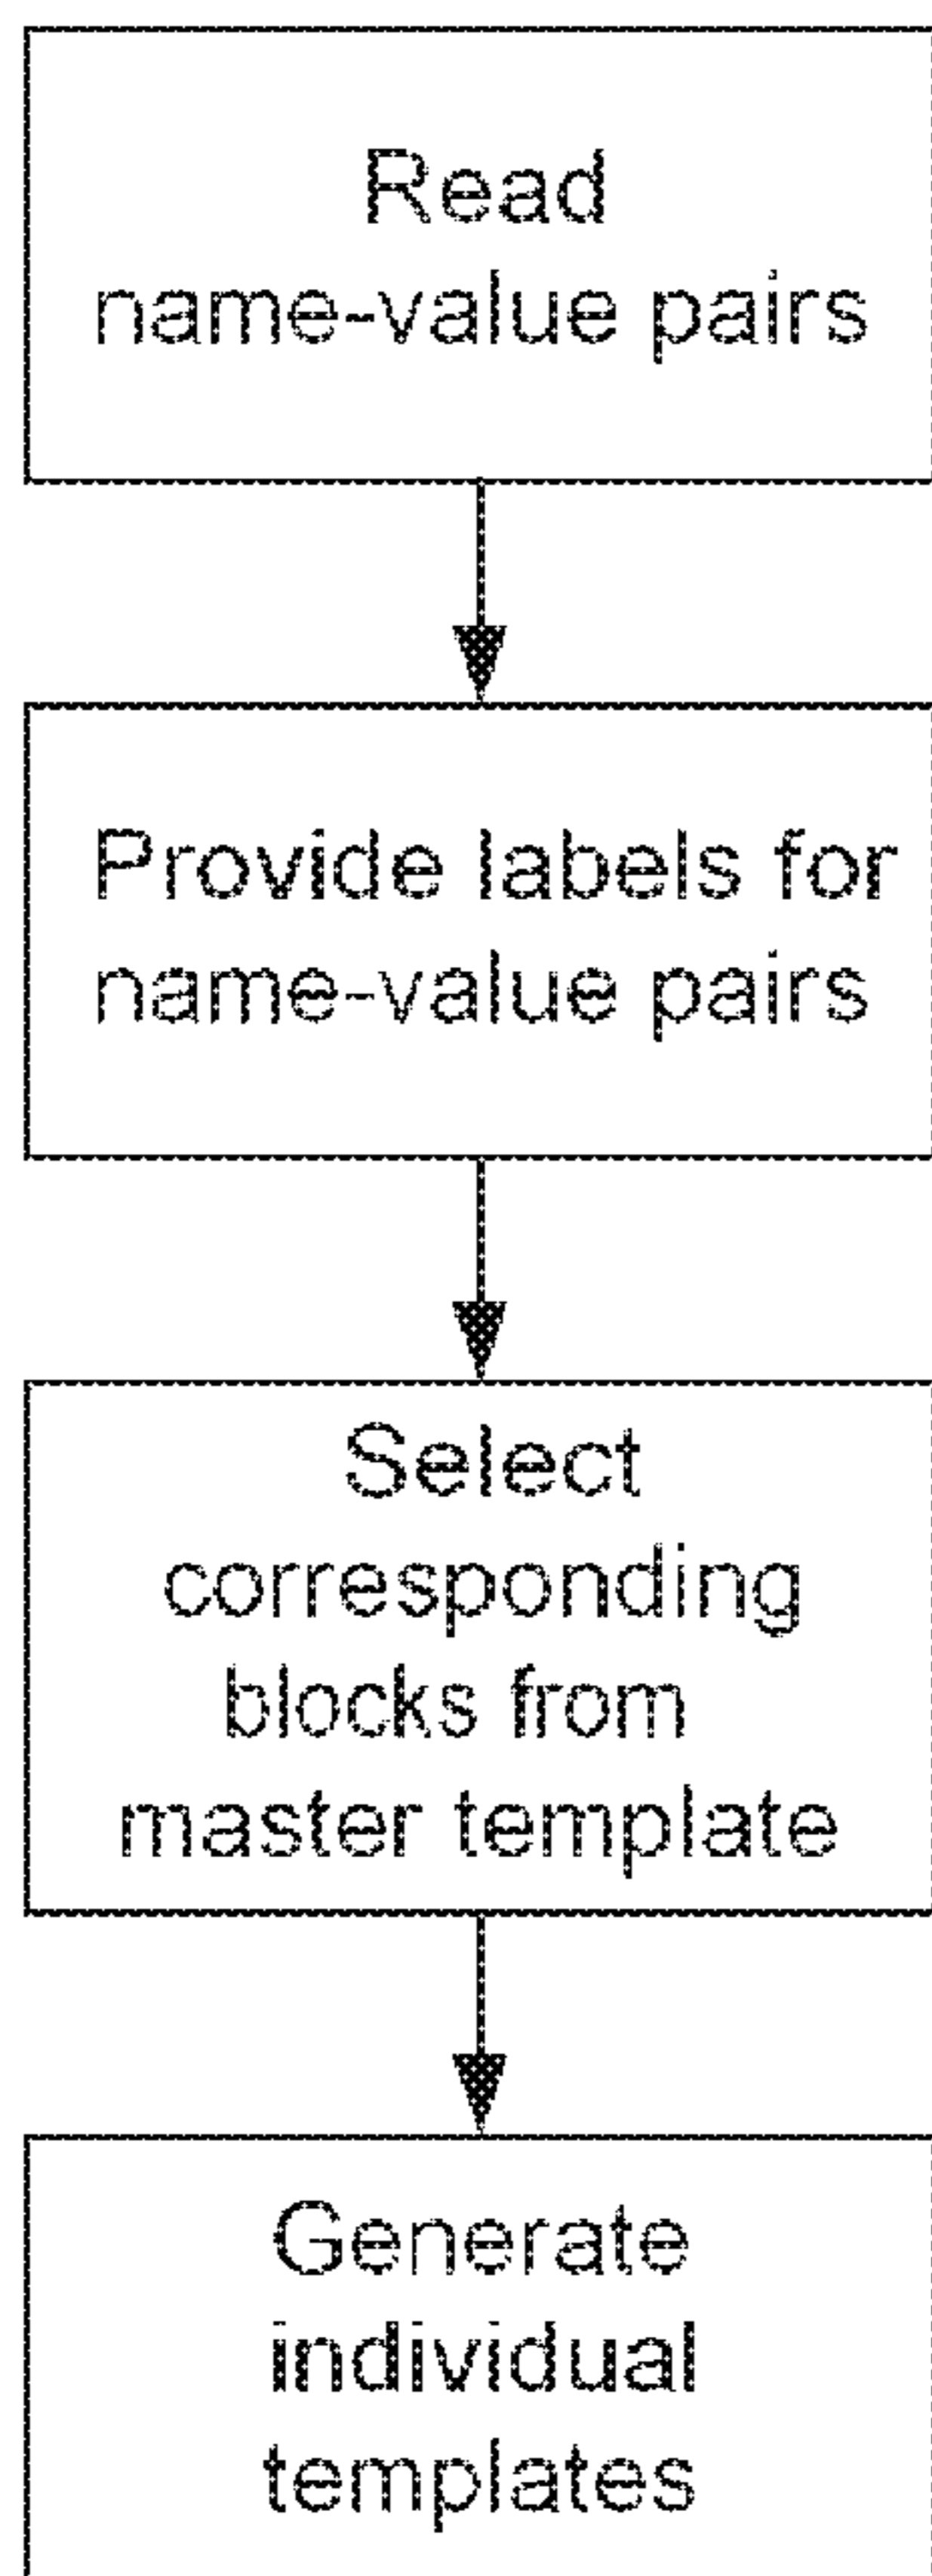 Read
name-value pairs
Provide labels for
name-value pairs
Select
corresponding
blocks from
master template
Generate
individual
templates